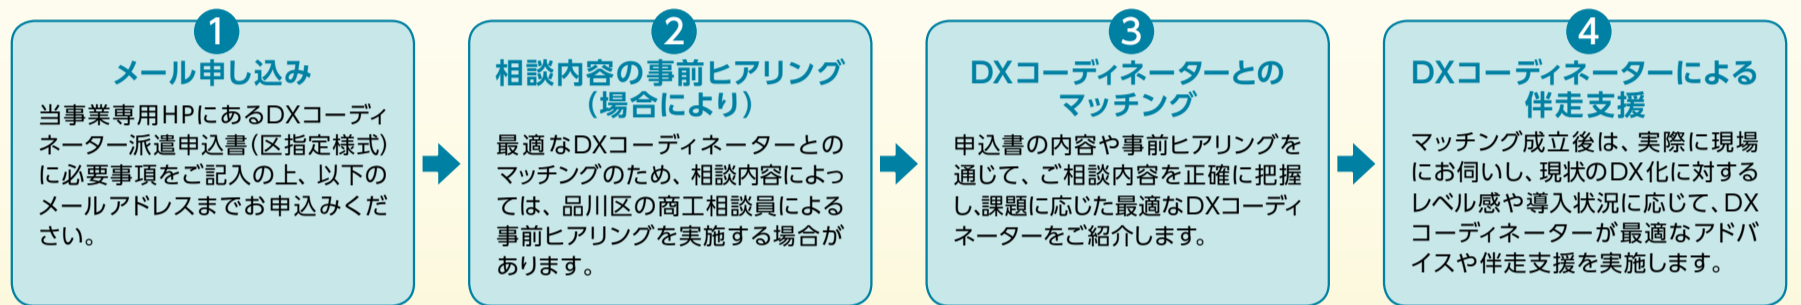 1
メール申し込み
当事業専用HPにあるDXコーディ
ネーター派遣申込書(区指定様式)
に必要事項をご記入の上、以下の
メールアドレスまでお申込みくだ
さい。
2
相談内容の事前ヒアリング
(場合により)
最適なDXコーディネーターとの
マッチングのため、相談内容によっ
ては、品川区の商工相談員による
事前ヒアリングを実施する場合が
あります。
3
DXコーディネーターとの
マッチング
申込書の内容や事前ヒアリングを
通じて、ご相談内容を正確に把握
し、課題に応じた最適なDXコーディ
ネーターをご紹介します。
4
DXコーディネーターによる
伴走支援
マッチング成立後は、実際に現場
にお伺いし、現状のDX化に対する
レベル感や導入状況に応じて、DX
コーディネーターが最適なアドバ
イスや伴走支援を実施します。